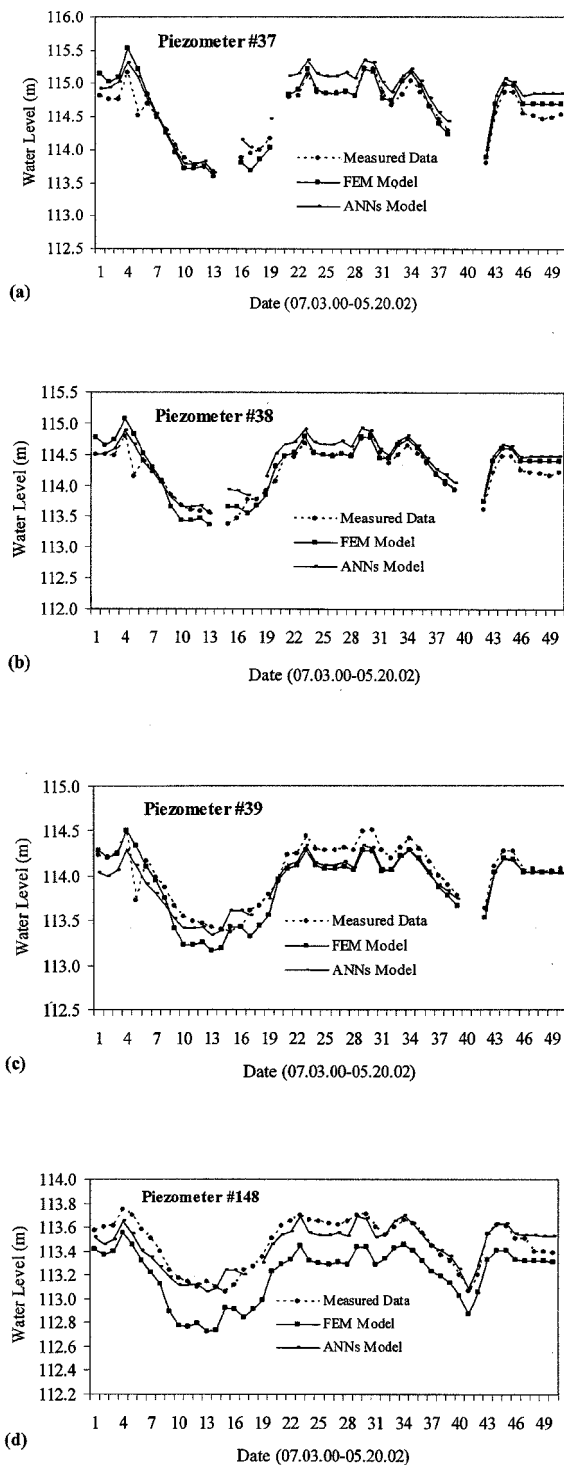 Piezometer #37
Water Level (m)
115.5
115.0
114.5
114.0
113.5
113.0
112.5
Measured Data
FEM Model
ANNs Model
1 4 7 10 13 16 19 22 25 28 31 34 37 40 43 46 49
(a)
Date (07.03.00-05.20.02)
Piezometer #38
Water Level (m)
115.5
115.0
114.5
114.0
113.5
113.0
112.5
112.0
Measured Data
FEM Model
ANNs Model
1 4 7 10 13 16 19 22 25 28 31 34 37 40 43 46 49
(b)
Date (07.03.00-05.20.02)
Piezometer #39
Water Level (m)
115.0
114.5
114.0
113.5
113.0
112.5
Measured Data
FEM Model
ANNs Model
1 4 7 10 13 16 19 22 25 28 31 34 37 40 43 46 49
(c)
Date (07.03.00-05.20.02)
Piezometer #148
Water Level (m)
114.0
113.8
113.6
113.4
113.2
113.0
112.8
112.6
112.4
112.2
Measured Data
FEM Model
ANNs Model
1 4 7 10 13 16 19 22 25 28 31 34 37 40 43 46 49
(d)
Date (07.03.00-05.20.02)